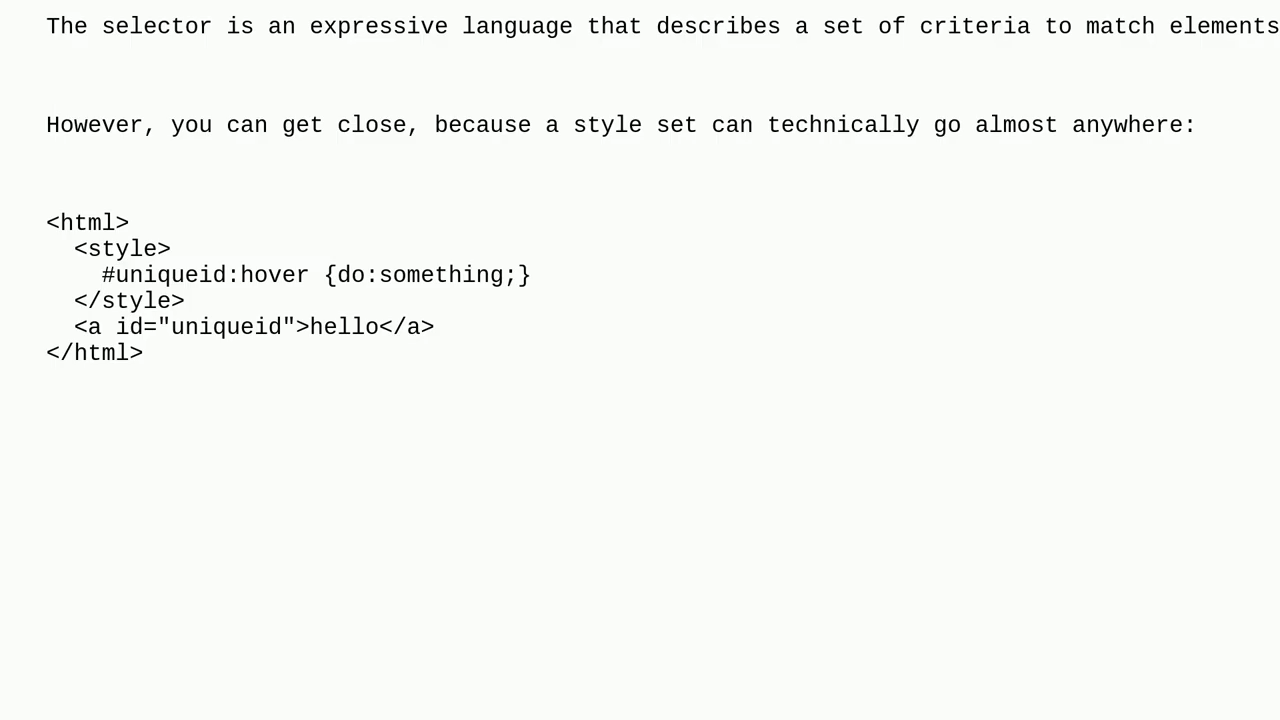 The selector is an expressive language that describes a set of criteria to match elements
However, you can get close, because a style set can technically go almost anywhere:
<html>
  <style>
    #uniqueid:hover {do:something;}
  </style>
  <a id="uniqueid">hello</a>
</html>